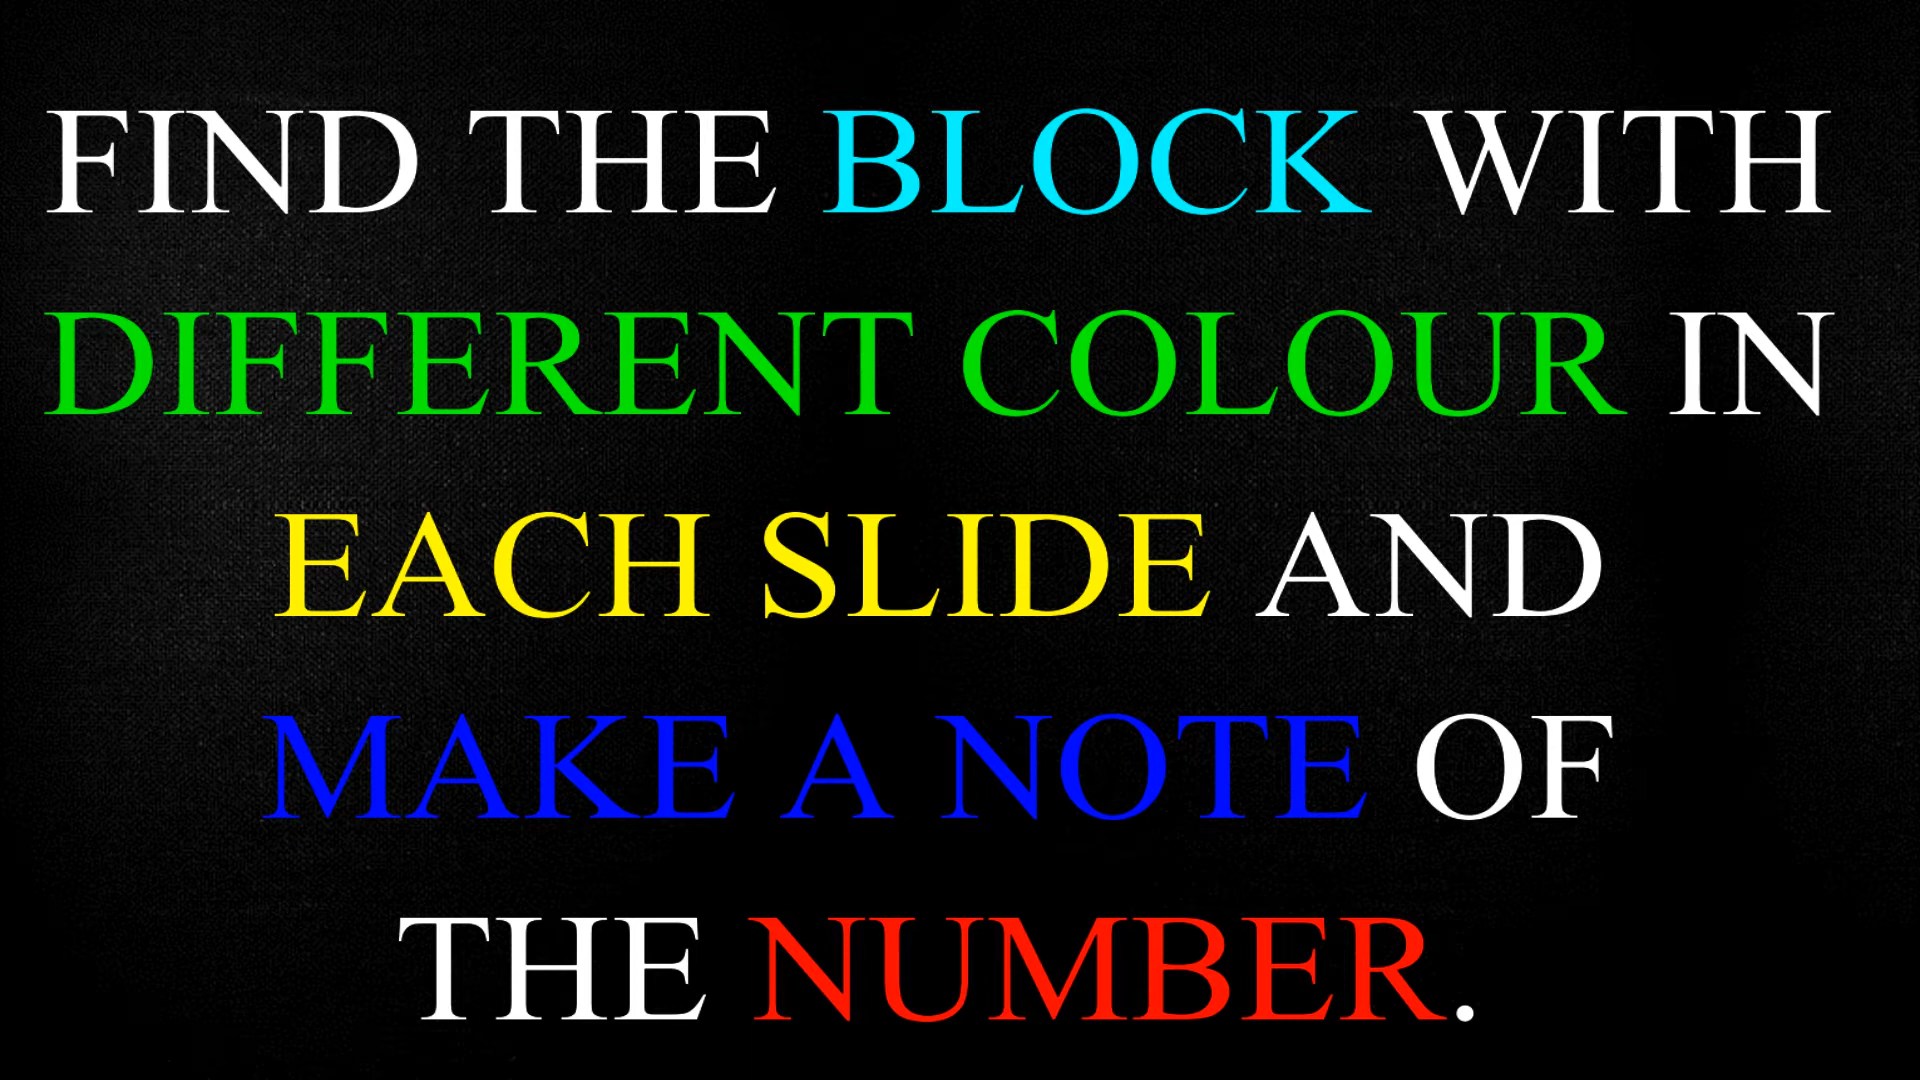 FIND THE BLOCK WITH
DIFFERENT COLOUR IN
EACH SLIDE AND
MAKE A NOTE OF
THE NUMBER.